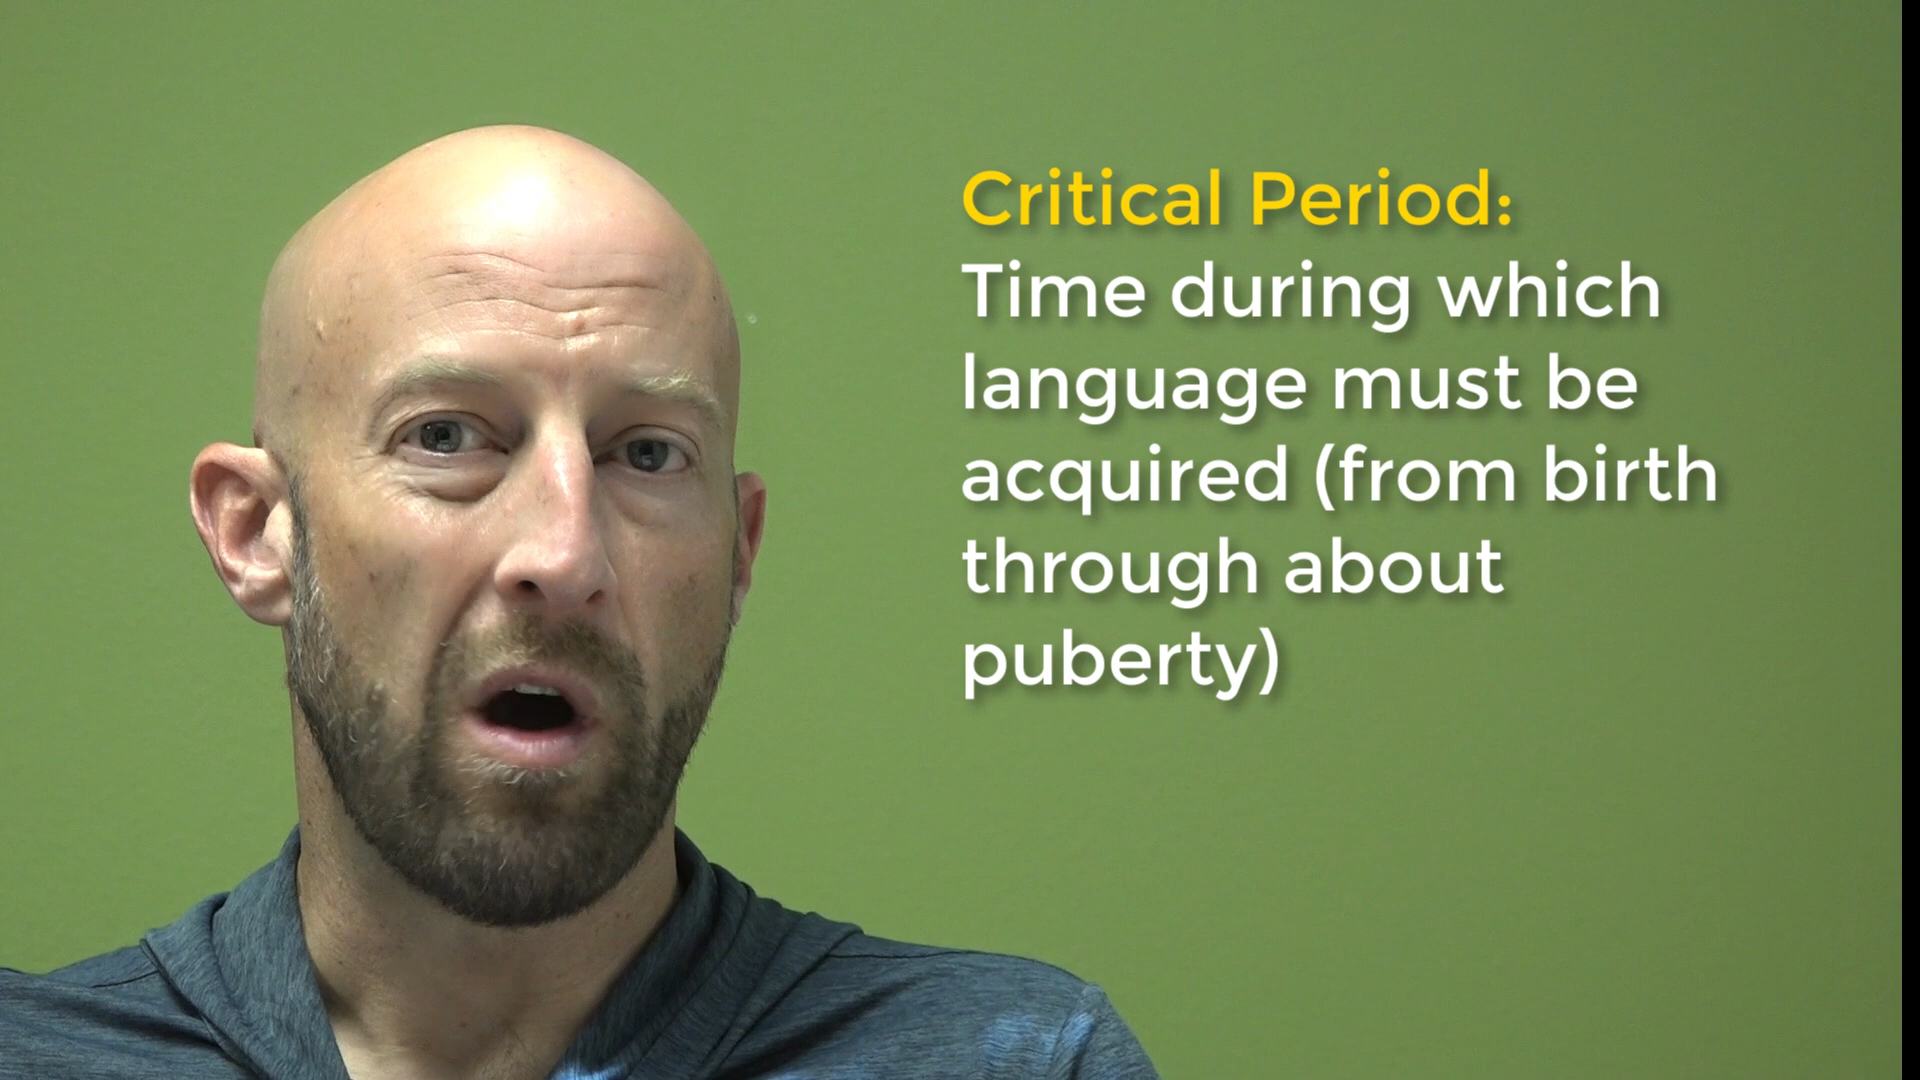 Critical Period:
Time during which
language must be
acquired (from birth
through about
puberty)